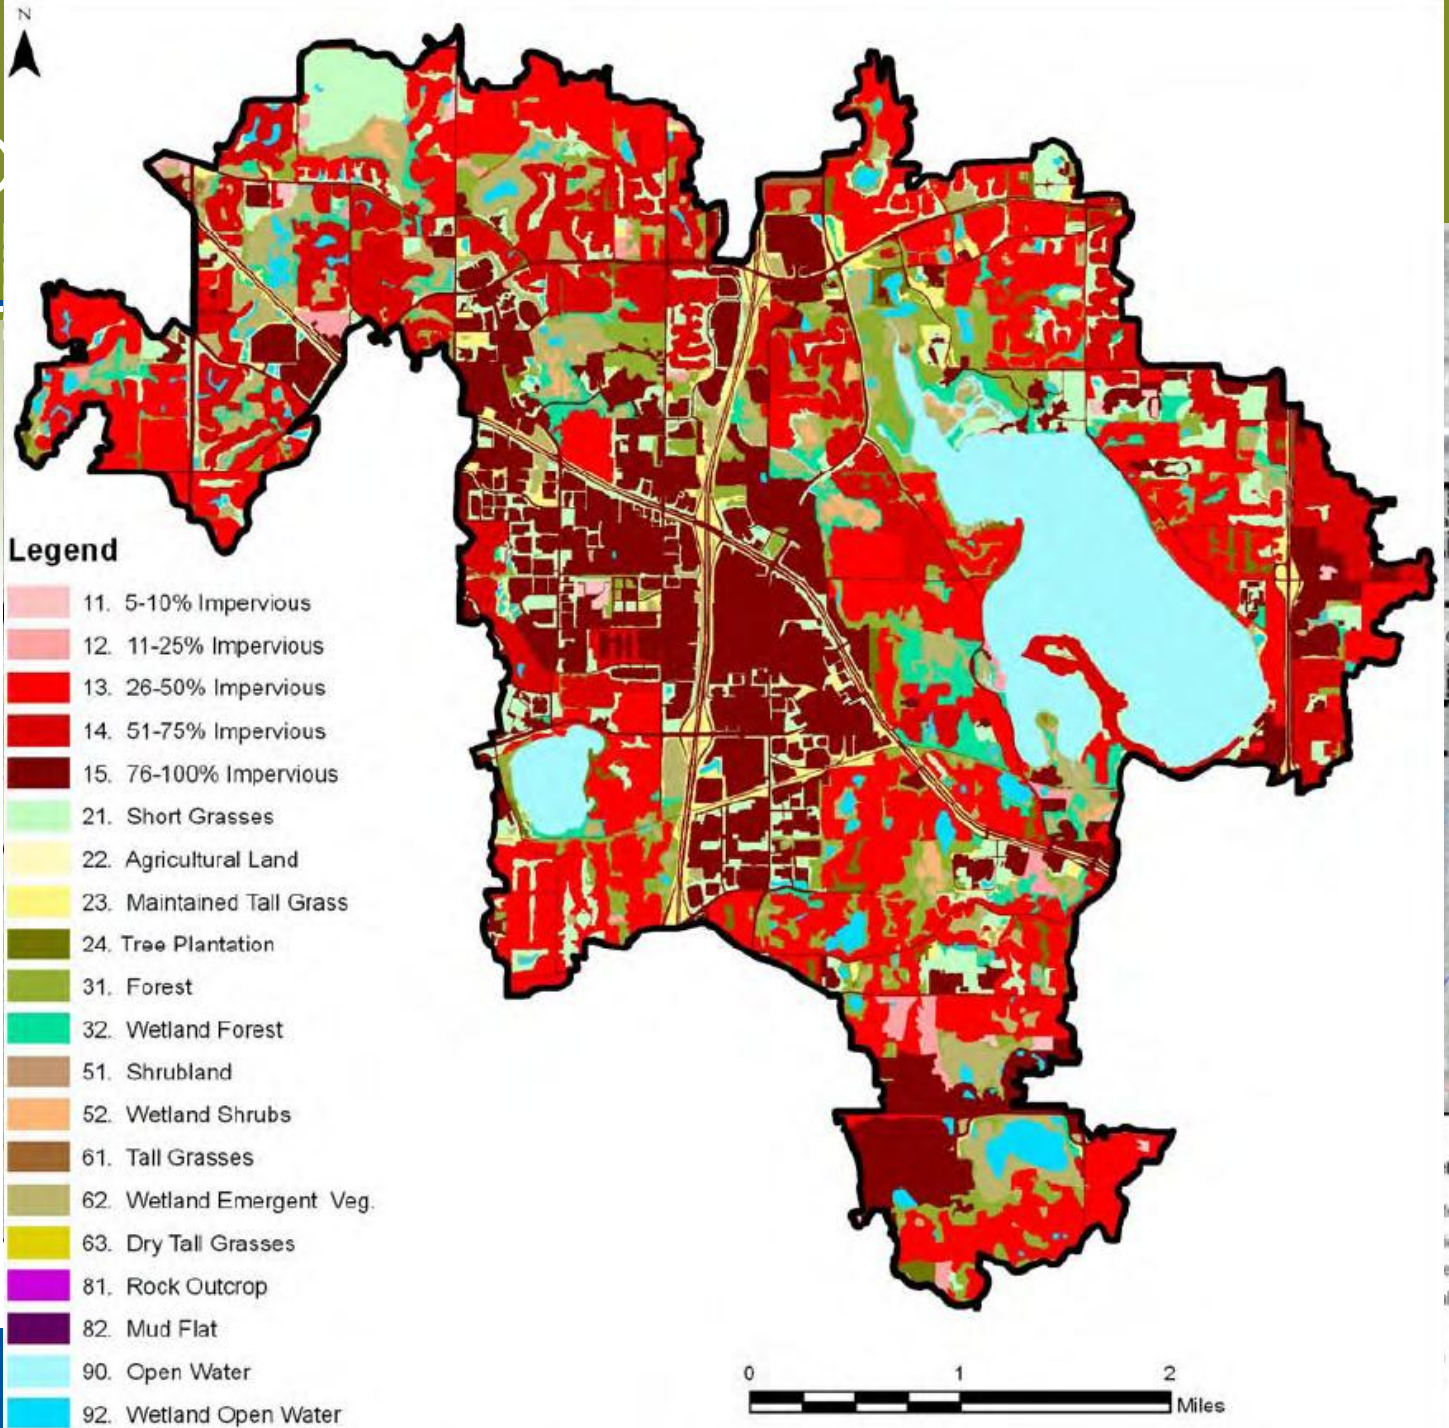 N
Legend
11. 5-10% Impervious
12. 11-25% Impervious
13. 26-50% Impervious
14. 51-75% Impervious
15. 76-100% Impervious
21. Short Grasses
22. Agricultural Land
23. Maintained Tall Grass
24. Tree Plantation
31. Forest
32. Wetland Forest
51. Shrubland
52. Wetland Shrubs
61. Tall Grasses
62. Wetland Emergent Veg.
63. Dry Tall Grasses
81. Rock Outcrop
82. Mud Flat
90. Open Water
92. Wetland Open Water
0 1 2
Miles